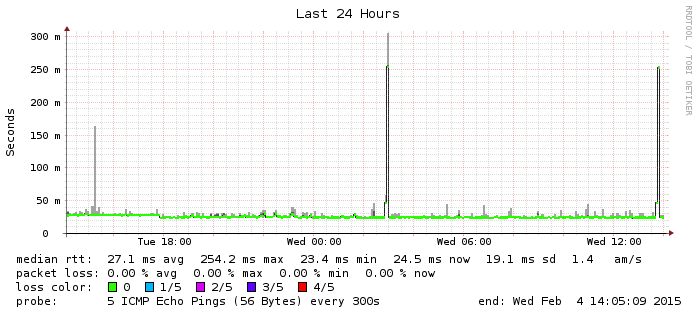 Last 24 Hours
RRDTOOL / TOBI OETIKER
Seconds
300 m
250 m
200 m
150 m
100 m
50 m
0
Tue 18:00 Wed 00:00 Wed 06:00 Wed 12:00
median rtt: 27.1 ms avg 254.2 ms max 23.4 ms min 24.5 ms now 19.1 ms sd 1.4 am/s
packet loss: 0.00 % avg 0.00 % max 0.00 % min 0.00 % now
loss color: 0 1/5 2/5 3/5 4/5
probe: 5 ICMP Echo Pings (56 Bytes) every 300s end: Wed Feb 4 14:05:09 2015